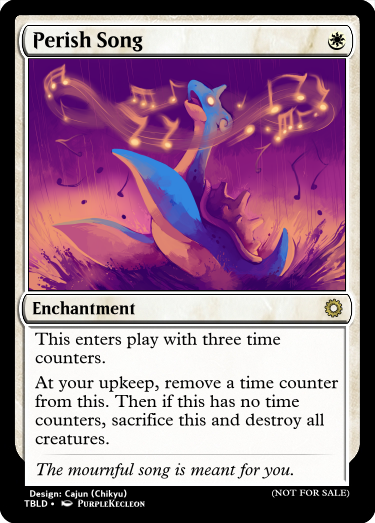 Perish Song
Enchantment
This enters play with three time
counters.
At your upkeep, remove a time counter
from this. Then if this has no time
counters, sacrifice this and destroy all
creatures.
The mournful song is meant for you.
Design: Cajun (Chikyu)
(NOT FOR SALE)
TBLD • PurpleKecleon